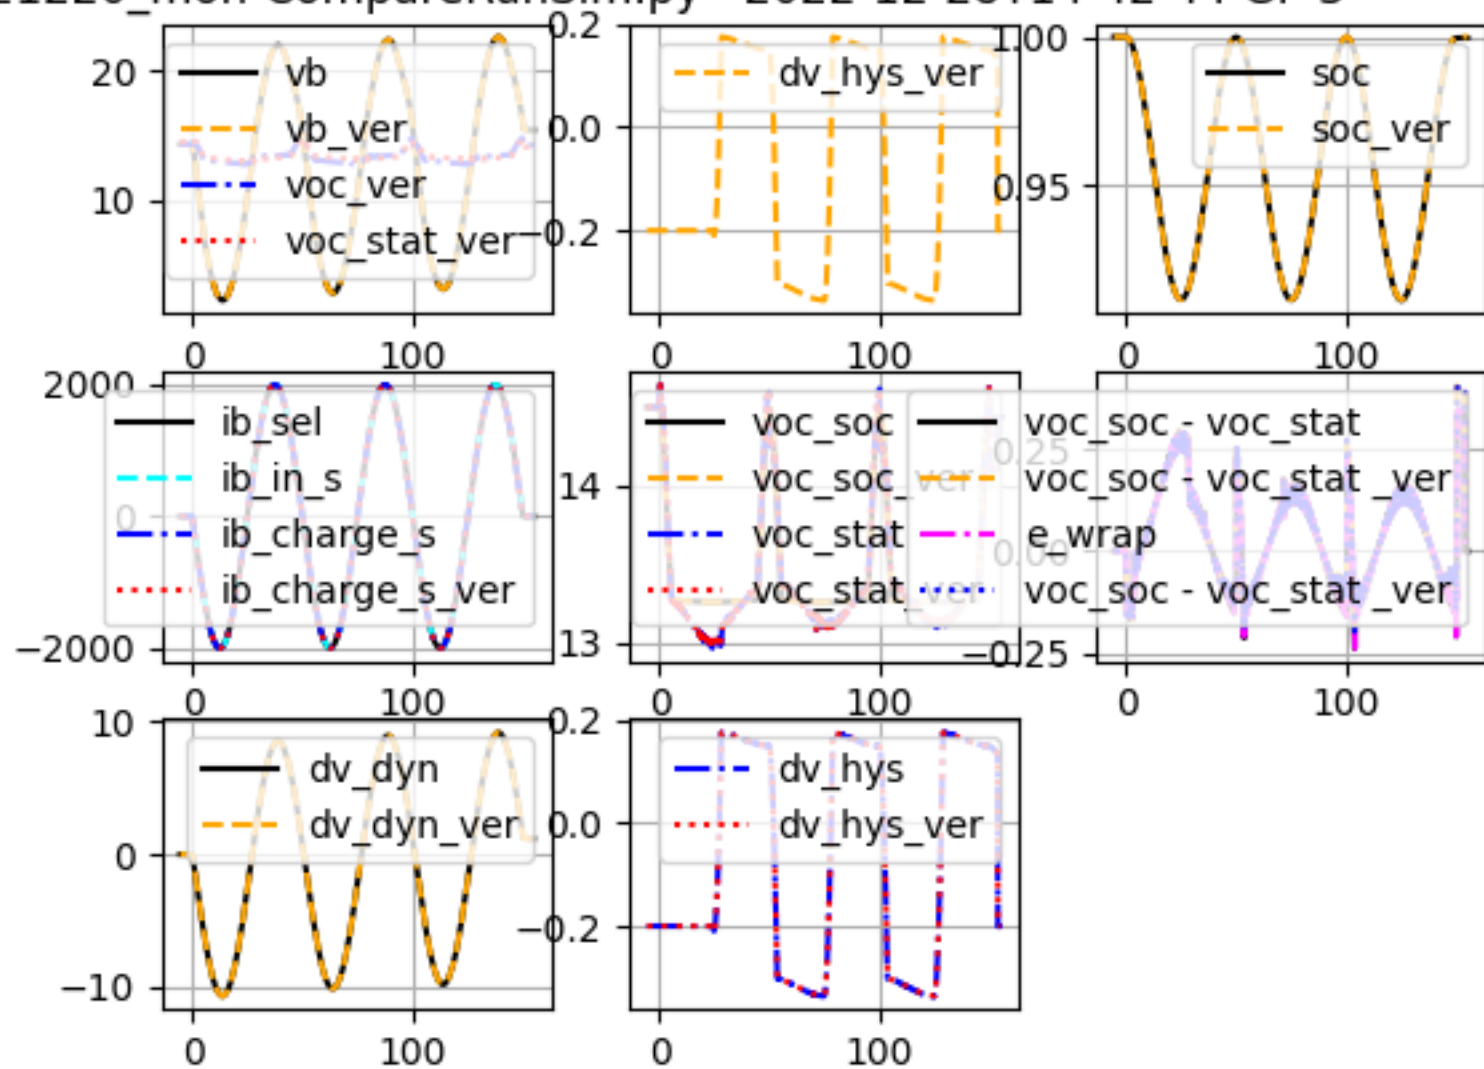 CompareRunSim.py
0.2
20
10
vb
vb_ver
voc_ver
voc_stat_ver
0 100
0.0
−0.2
dv_hys_ver
0 100
1.00
0.95
soc
soc_ver
0 100
2000
0
−2000
ib_sel
ib_in_s
ib_charge_s
ib_charge_s_ver
0 100
14
13
voc_soc
voc_soc_ver
voc_stat
voc_stat_ver
0 100
0.25
0.00
−0.25
voc_soc - voc_stat
voc_soc - voc_stat _ver
e_wrap
voc_soc - voc_stat _ver
0 100
10
0
−10
dv_dyn
dv_dyn_ver
0 100
0.2
0.0
−0.2
dv_hys
dv_hys_ver
0 100